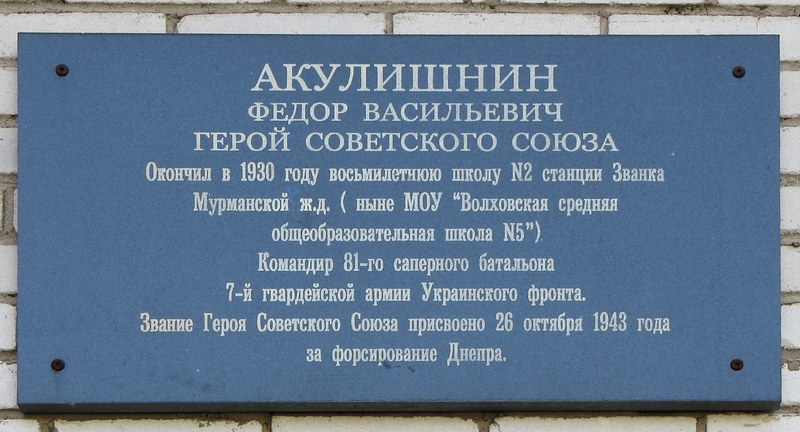 АКУЛИШНИН
ФЕДОР ВАСИЛЬЕВИЧ
ГЕРОЙ СОВЕТСКОГО СОЮЗА
Окончил в 1930 году восьмилетнюю школу N2 станции Званка
Мурманской ж.д. ( ныне МОУ “Волховская средняя
общеобразовательная школа N5”)
Командир 81-го саперного батальона
7-й гвардейской армии Украинского фронта.
Звание Героя Советского Союза присвоено 26 октября 1943 года
за форсирование Днепра.